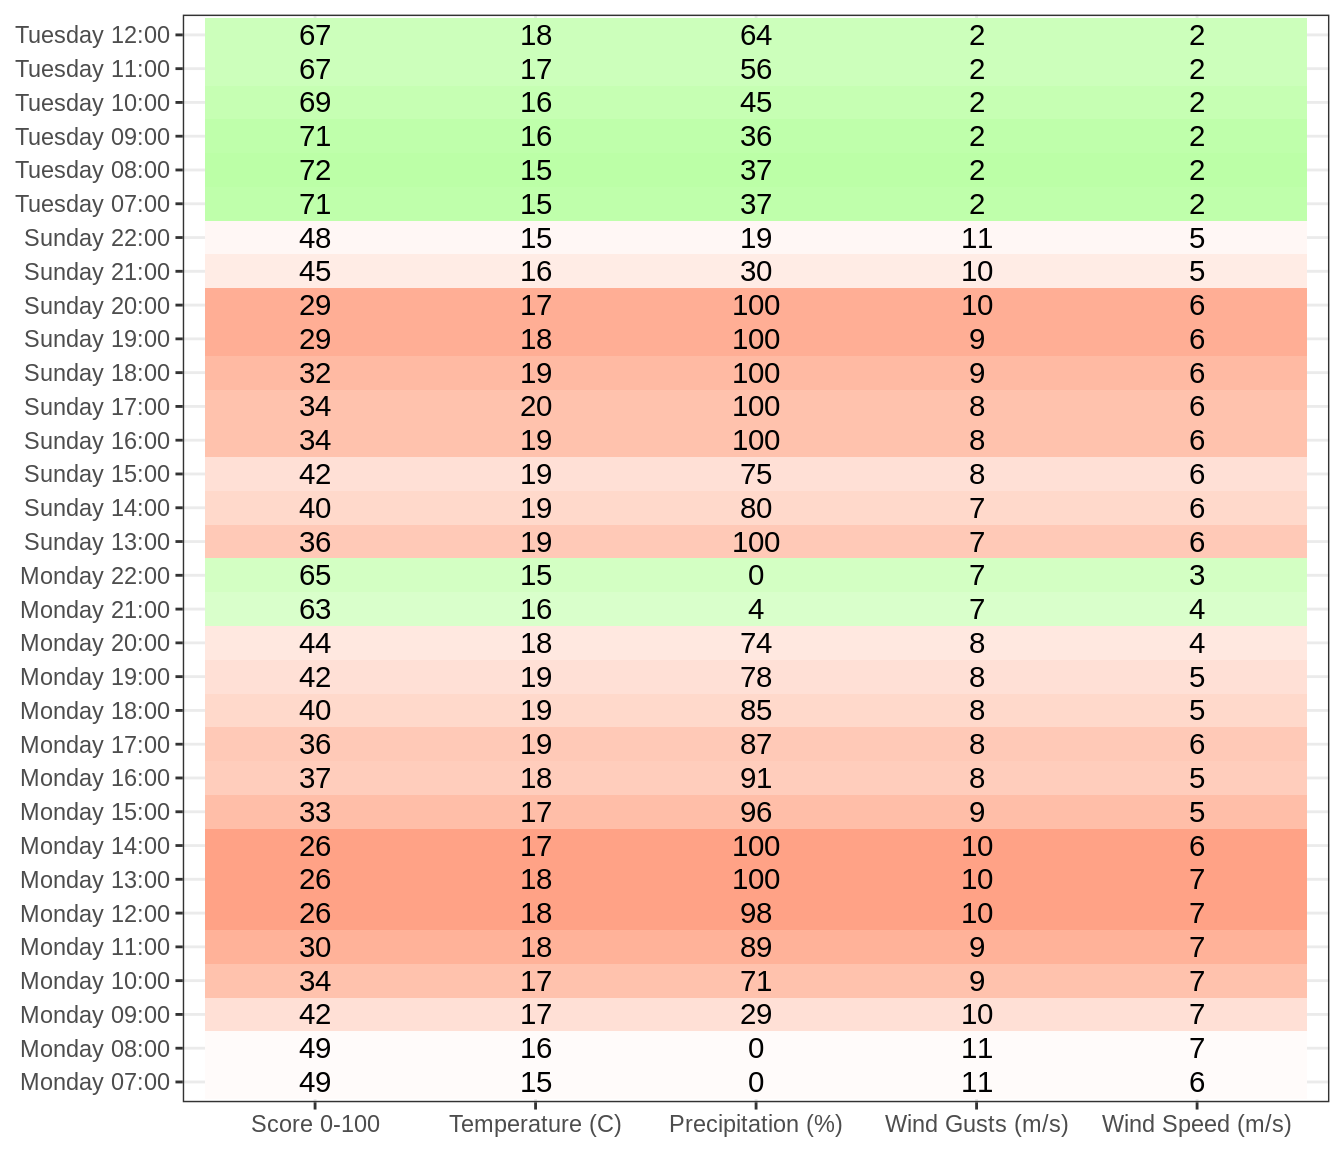 Tuesday 12:00 67 18 64 2 2
Tuesday 11:00 67 17 56 2 2
Tuesday 10:00 69 16 45 2 2
Tuesday 09:00 71 16 36 2 2
Tuesday 08:00 72 15 37 2 2
Tuesday 07:00 71 15 37 2 2
Sunday 22:00 48 15 19 11 5
Sunday 21:00 45 16 30 10 5
Sunday 20:00 29 17 100 10 6
Sunday 19:00 29 18 100 9 6
Sunday 18:00 32 19 100 9 6
Sunday 17:00 34 20 100 8 6
Sunday 16:00 34 19 100 8 6
Sunday 15:00 42 19 75 8 6
Sunday 14:00 40 19 80 7 6
Sunday 13:00 36 19 100 7 6
Monday 22:00 65 15 0 7 3
Monday 21:00 63 16 4 7 4
Monday 20:00 44 18 74 8 4
Monday 19:00 42 19 78 8 5
Monday 18:00 40 19 85 8 5
Monday 17:00 36 19 87 8 6
Monday 16:00 37 18 91 8 5
Monday 15:00 33 17 96 9 5
Monday 14:00 26 17 100 10 6
Monday 13:00 26 18 100 10 7
Monday 12:00 26 18 98 10 7
Monday 11:00 30 18 89 9 7
Monday 10:00 34 17 71 9 7
Monday 09:00 42 17 29 10 7
Monday 08:00 49 16 0 11 7
Monday 07:00 49 15 0 11 6
Score 0-100 Temperature (C) Precipitation (%) Wind Gusts (m/s) Wind Speed (m/s)